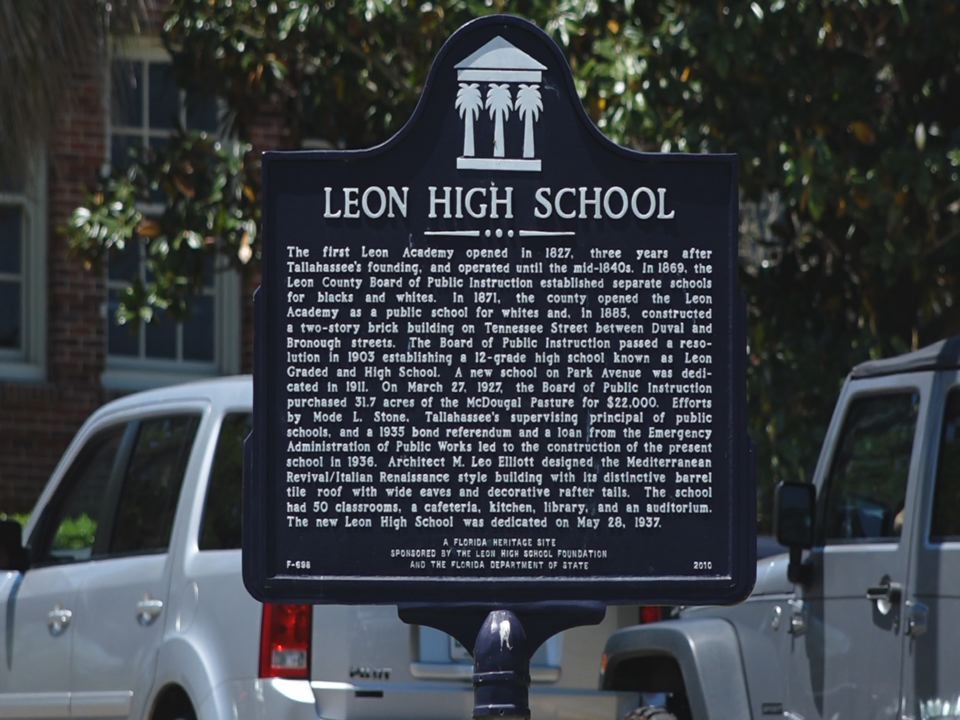 LEON HIGH SCHOOL
The first Leon Academy opened in 1827, three years after
Tallahassee's founding, and operated until the mid-1840s. In 1869, the
Leon County Board of Public Instruction established separate schools
for blacks and whites. In 1871, the county opened the Leon
Academy as a public school for whites and, in 1885, constructed
a two-story brick building on Tennessee Street between Duval and
Bronough streets. The Board of Public Instruction passed a reso-
lution in 1903 establishing a 12-grade high school known as Leon
Graded and High School. A new school on Park Avenue was dedi-
cated in 1911. On March 27, 1927, the Board of Public Instruction
purchased 31.7 acres of the McDougal Pasture for $22,000. Efforts
by Mode L. Stone, Tallahassee's supervising principal of public
schools, and a 1935 bond referendum and a loan from the Emergency
Administration of Public Works led to the construction of the present
school in 1936. Architect M. Leo Elliott designed the Mediterranean
Revival/Italian Renaissance style building with its distinctive barrel
tile roof with wide eaves and decorative rafter tails. The school
had 50 classrooms, a cafeteria, kitchen, library, and an auditorium.
The new Leon High School was dedicated on May 28, 1937.
A FLORIDA HERITAGE SITE
SPONSORED BY THE LEON HIGH SCHOOL FOUNDATION
F-698 AND THE FLORIDA DEPARTMENT OF STATE 2010
PILOT